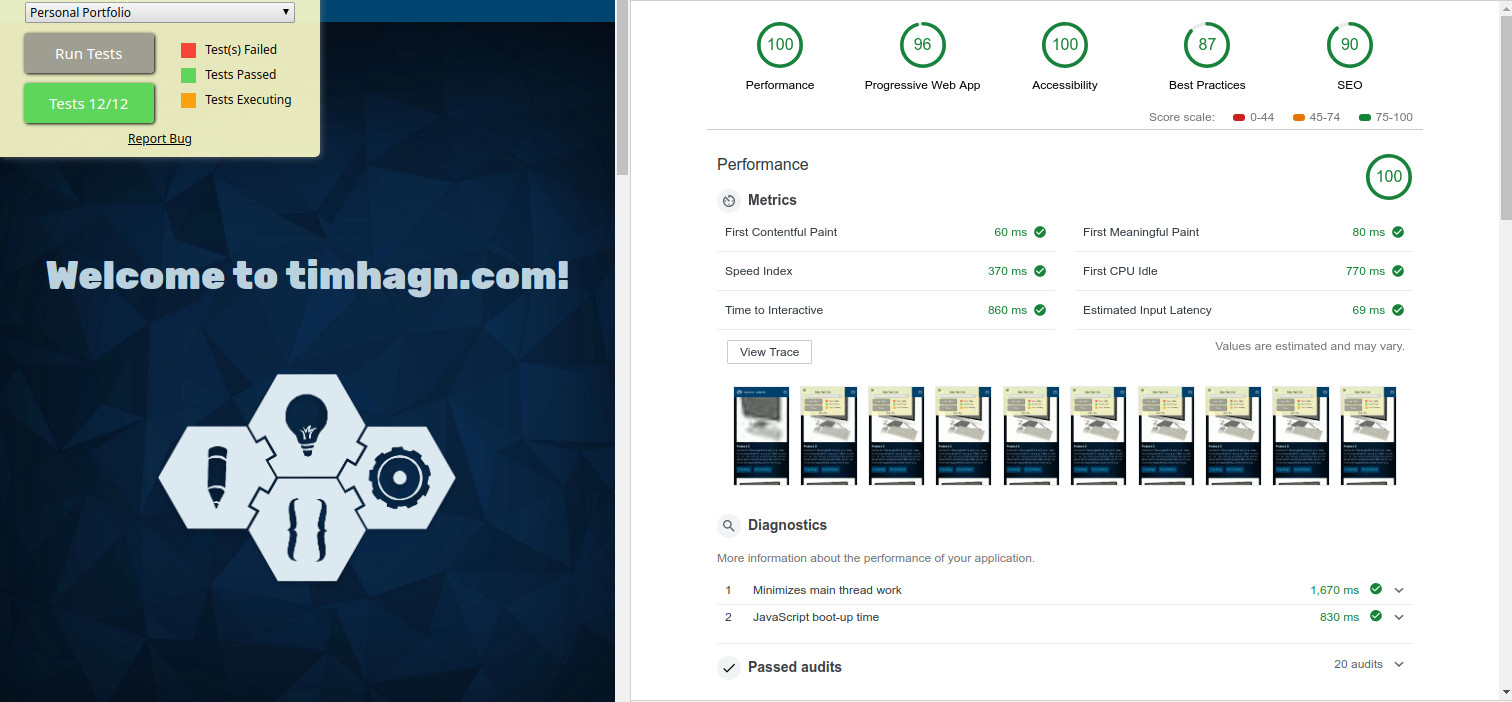 Personal Portfolio
Run Tests
Test(s) Failed
Tests Passed
Tests 12/12
Tests Executing
Report Bug
Welcome to timhagn.com!
100 96 100 87 90
Performance Progressive Web App Accessibility Best Practices SEO
Score scale: 0-44 45-74 75-100
Performance 100
Metrics
First Contentful Paint 60 ms First Meaningful Paint 80 ms
Speed Index 370 ms First CPU Idle 770 ms
Time to Interactive 860 ms Estimated Input Latency 69 ms
View Trace Values are estimated and may vary.
Diagnostics
More information about the performance of your application.
1 Minimizes main thread work 1,670 ms
2 JavaScript boot-up time 830 ms
Passed audits 20 audits